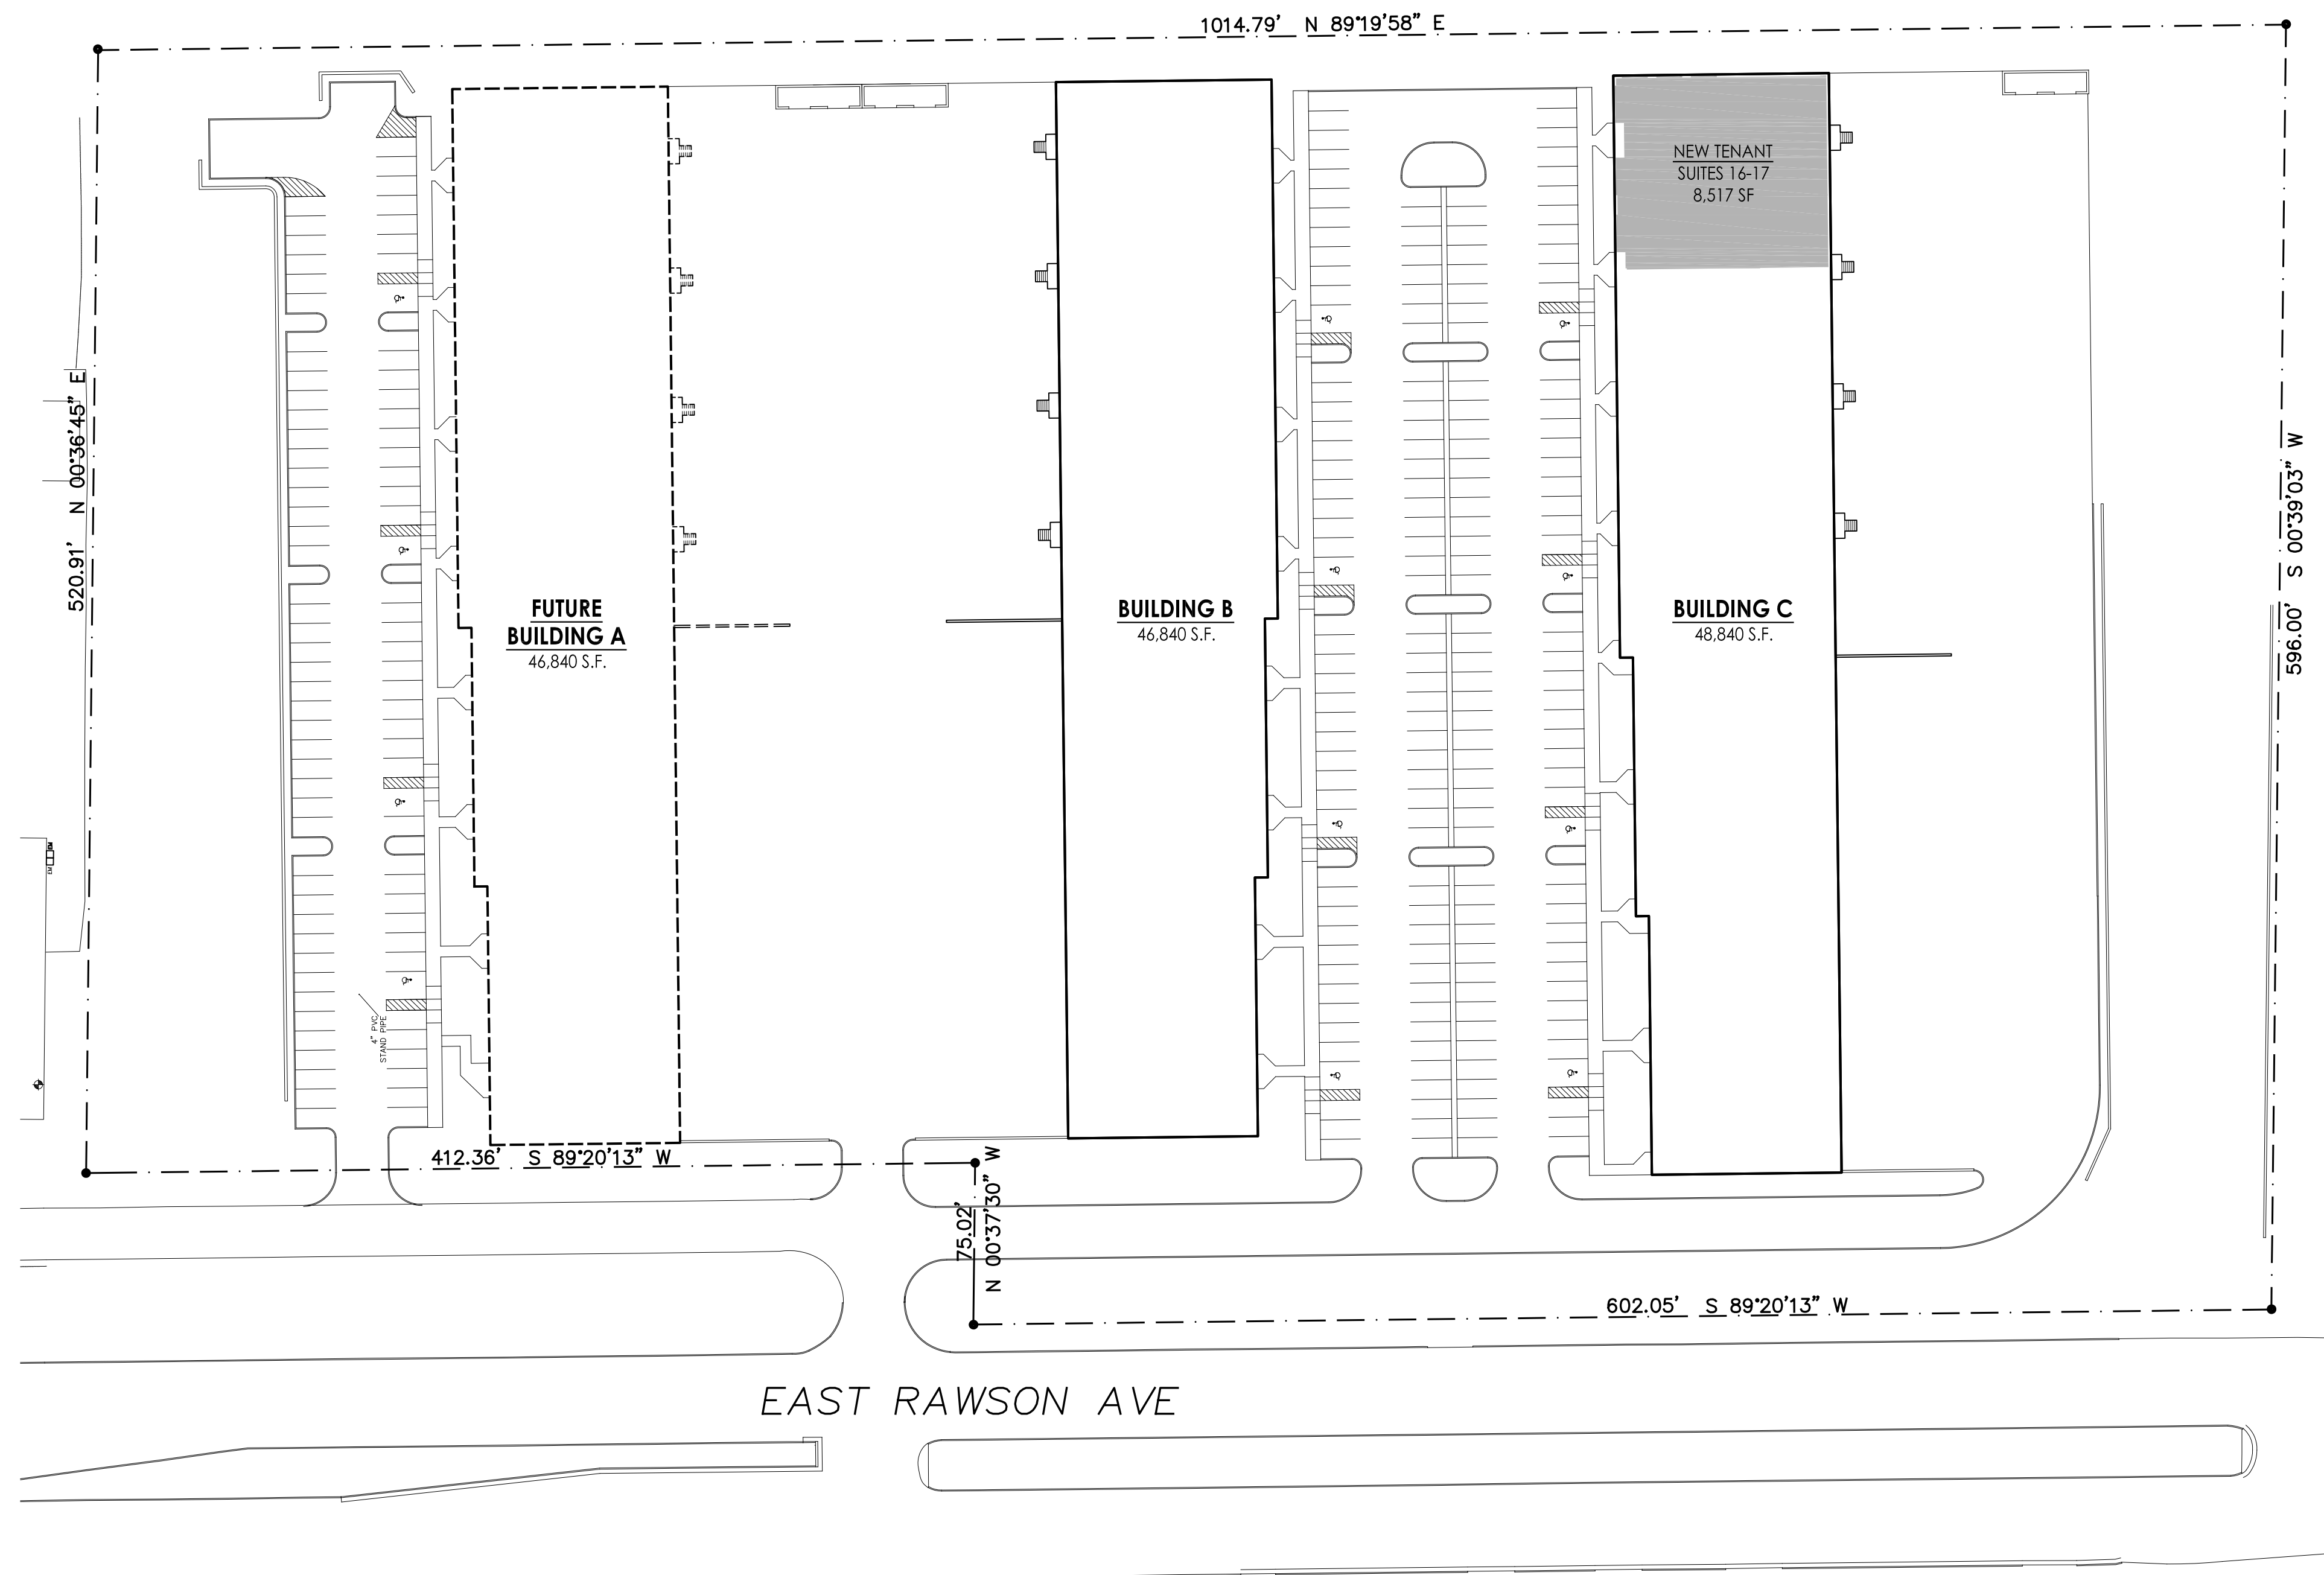 1014.79' N 89°19'58" E
NEW TENANT
SUITES 16-17
8,517 SF
520.91' N 00°36'45" E
596.00' S 00°39'03" W
FUTURE
BUILDING A
46,840 S.F.
BUILDING B
46,840 S.F.
BUILDING C
48,840 S.F.
4" PVC
STAND PIPE
412.36' S 89°20'13" W
75.02'
N 00°37'30" W
602.05' S 89°20'13" W
EAST RAWSON AVE